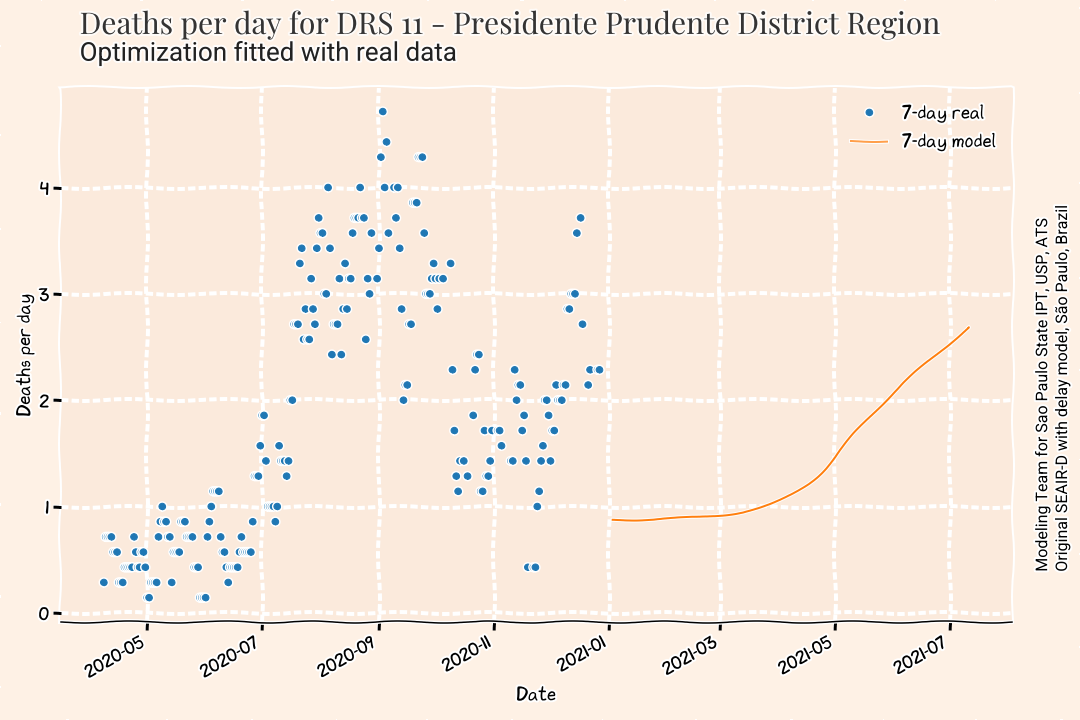 Deaths per day for DRS 11 - Presidente Prudente District Region
Optimization fitted with real data
7-day real
7-day model
Deaths per day
4
3
2
1
0
2020-05
2020-07
2020-09
2020-11
2021-01
2021-03
2021-05
2021-07
Date
Modeling Team for Sao Paulo State IPT, USP, ATS
Original SEAIR-D with delay model, São Paulo, Brazil